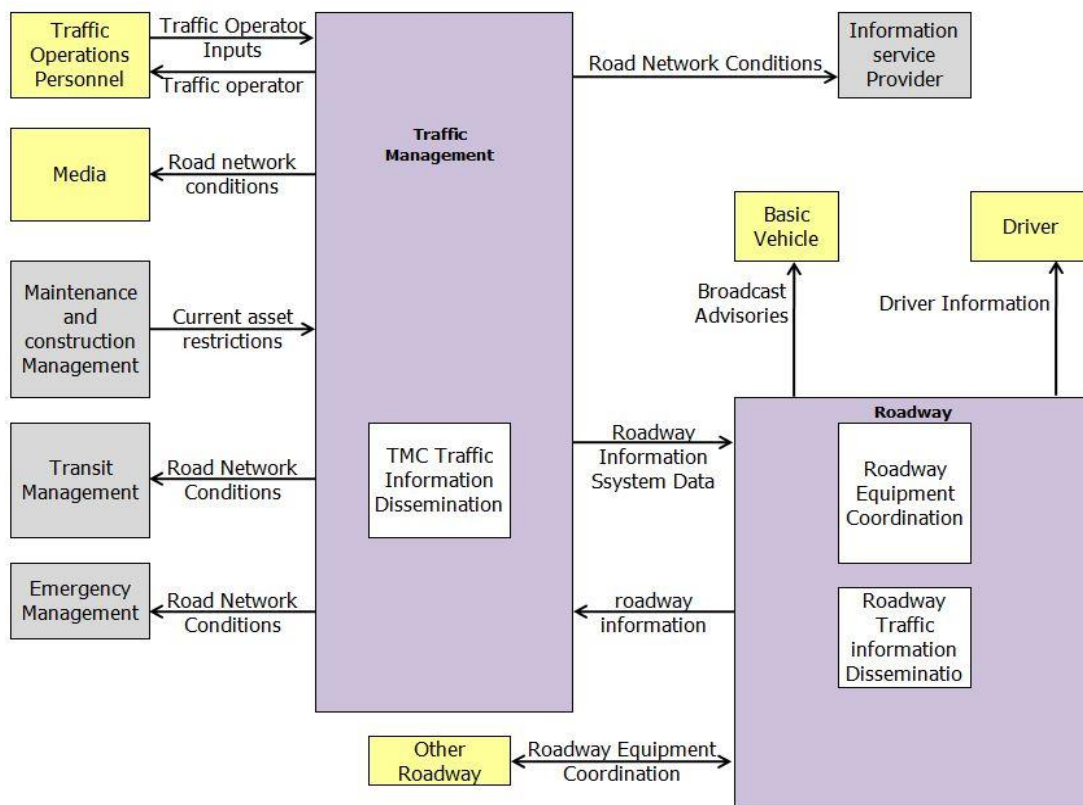 Traffic
Operations
Personnel
Traffic Operator
Inputs
Traffic operator
Traffic
Management
Road Network Conditions
Information
service
Provider
Media
Road network
conditions
Basic
Vehicle
Driver
Broadcast
Advisories
Driver Information
Maintenance
and
construction
Management
Current asset
restrictions
Transit
Management
Road Network
Conditions
TMC Traffic
Information
Dissemination
Roadway
Information
Ssystem Data
Roadway
Roadway
Equipment
Coordination
Emergency
Management
Road Network
Conditions
roadway
information
Roadway
Traffic
information
Disseminatio
Other
Roadway
Roadway Equipment
Coordination